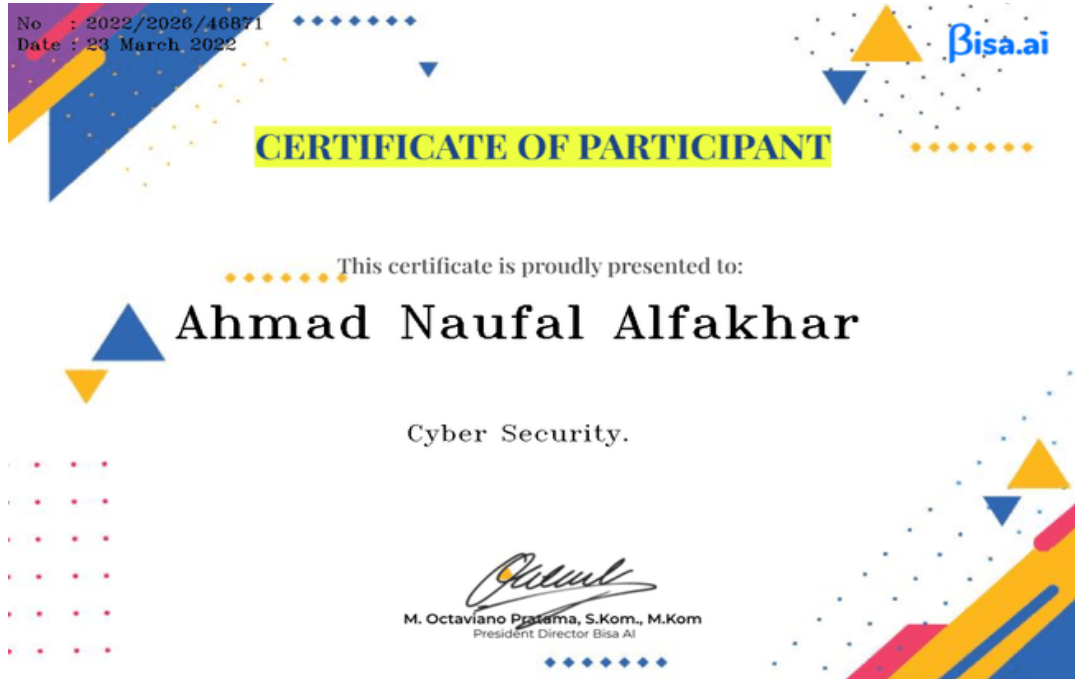 No : 2022/2026/46871
Date : 23 March 2022
βisa.ai
CERTIFICATE OF PARTICIPANT
This certificate is proudly presented to:
Ahmad Naufal Alfakhar
Cyber Security.
M. Octaviano Pratama, S.Kom., M.Kom
President Director Bisa AI